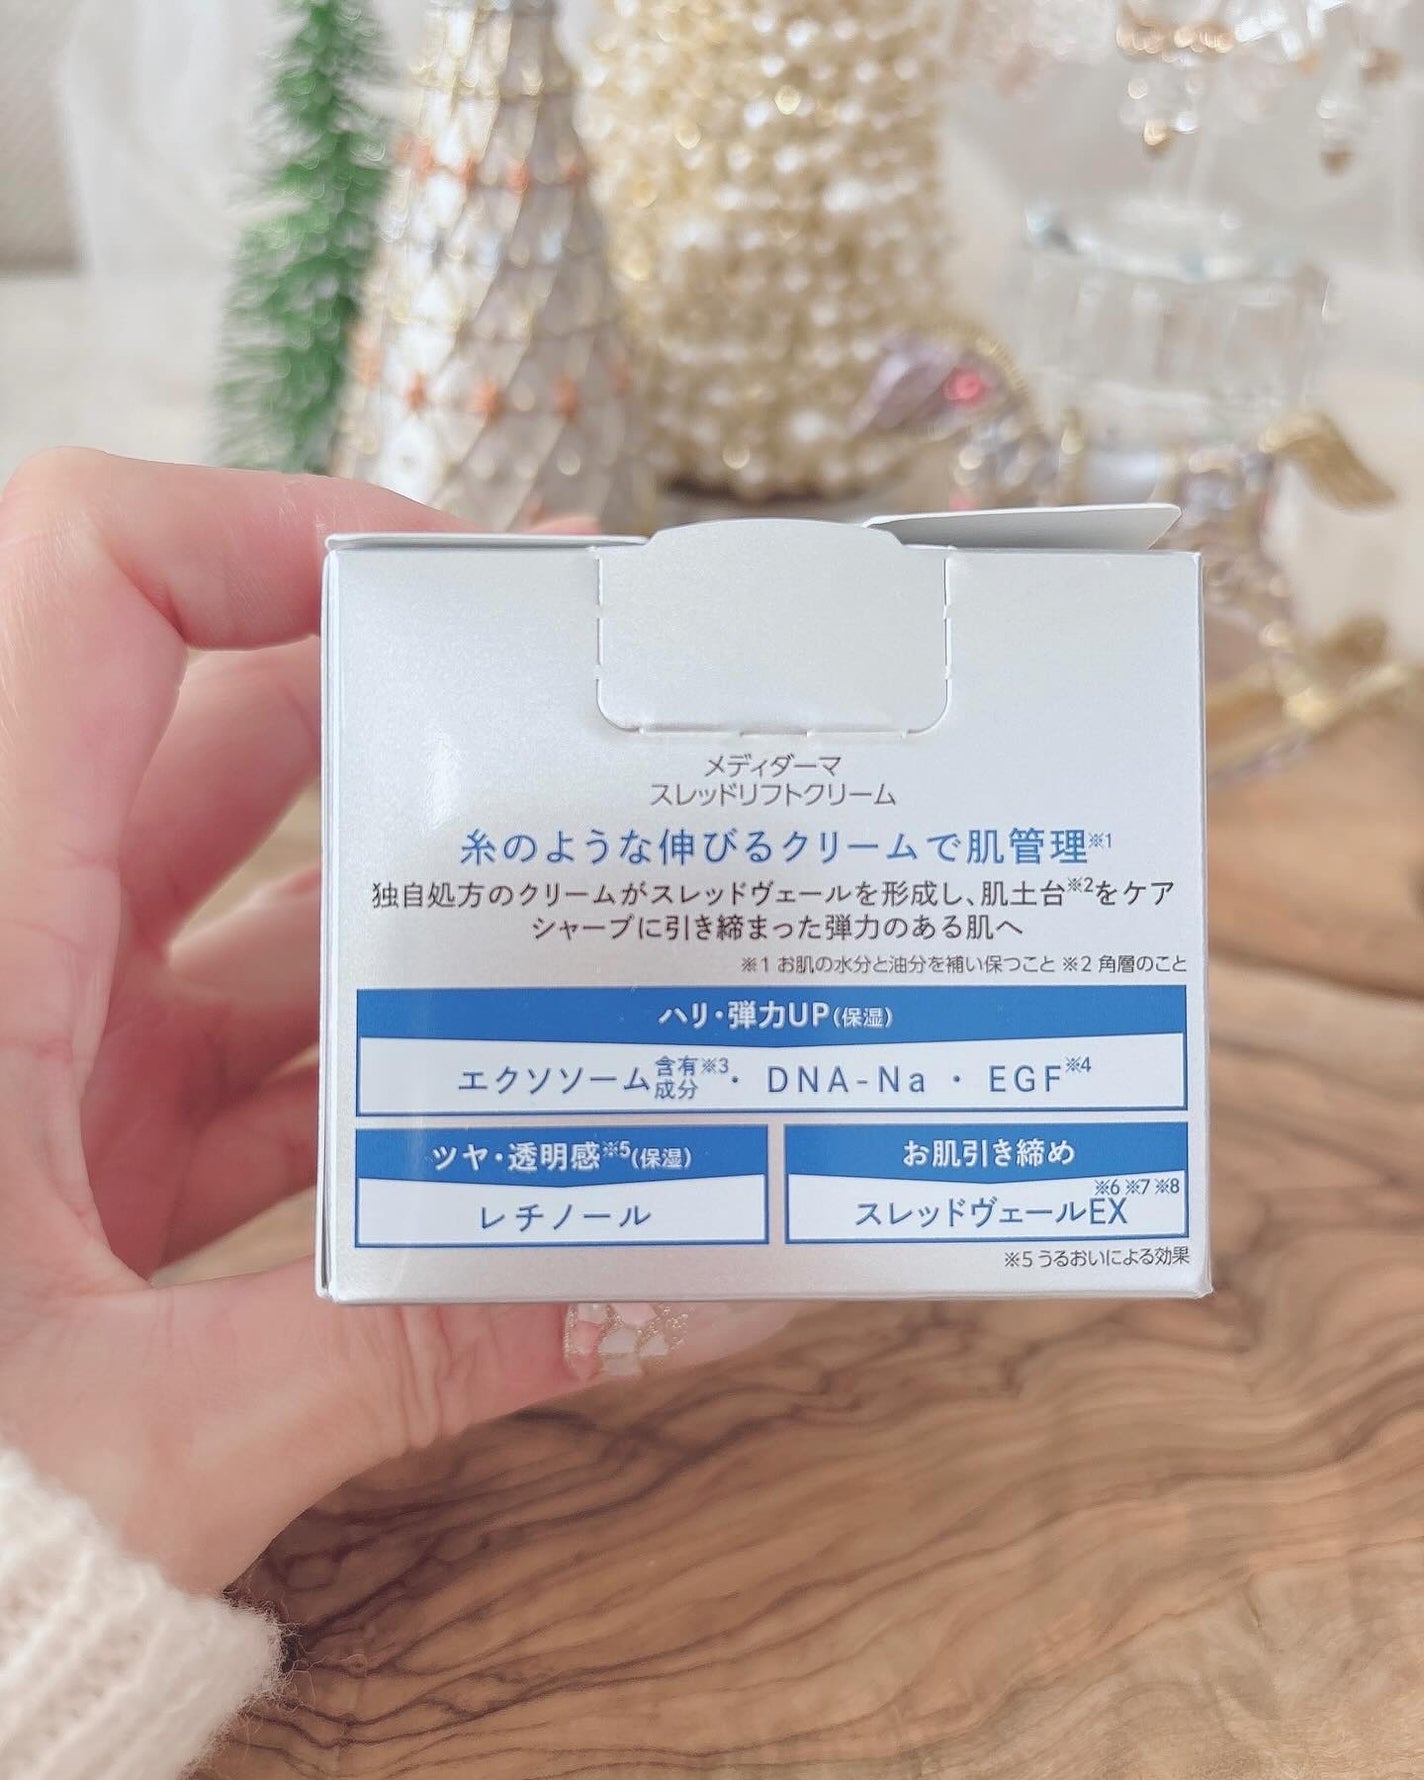 メディダーマ
スレッドリフトクリーム
糸のような伸びるクリームで肌管理※1
独自処方のクリームがスレッドヴェールを形成し、肌土台※2をケア
シャープに引き締まった弾力のある肌へ
※1 お肌の水分と油分を補い保つこと ※2 角層のこと
ハリ・弾力UP(保湿)
エクソソーム含有成分※3・ DNA-Na ・ EGF※4
ツヤ・透明感※5(保湿)
レチノール
お肌引き締め
スレッドヴェールEX※6 ※7 ※8
※5 うるおいによる効果